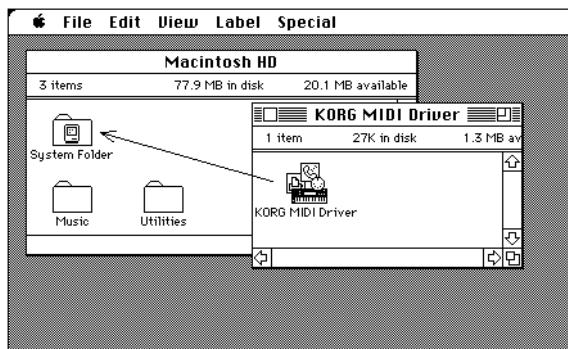 File Edit View Label Special
Macintosh HD
3 items 77.9 MB in disk 20.1 MB available
System Folder
Music Utilities
KORG MIDI Driver
1 item 27K in disk 1.3 MB av
KORG MIDI Driver